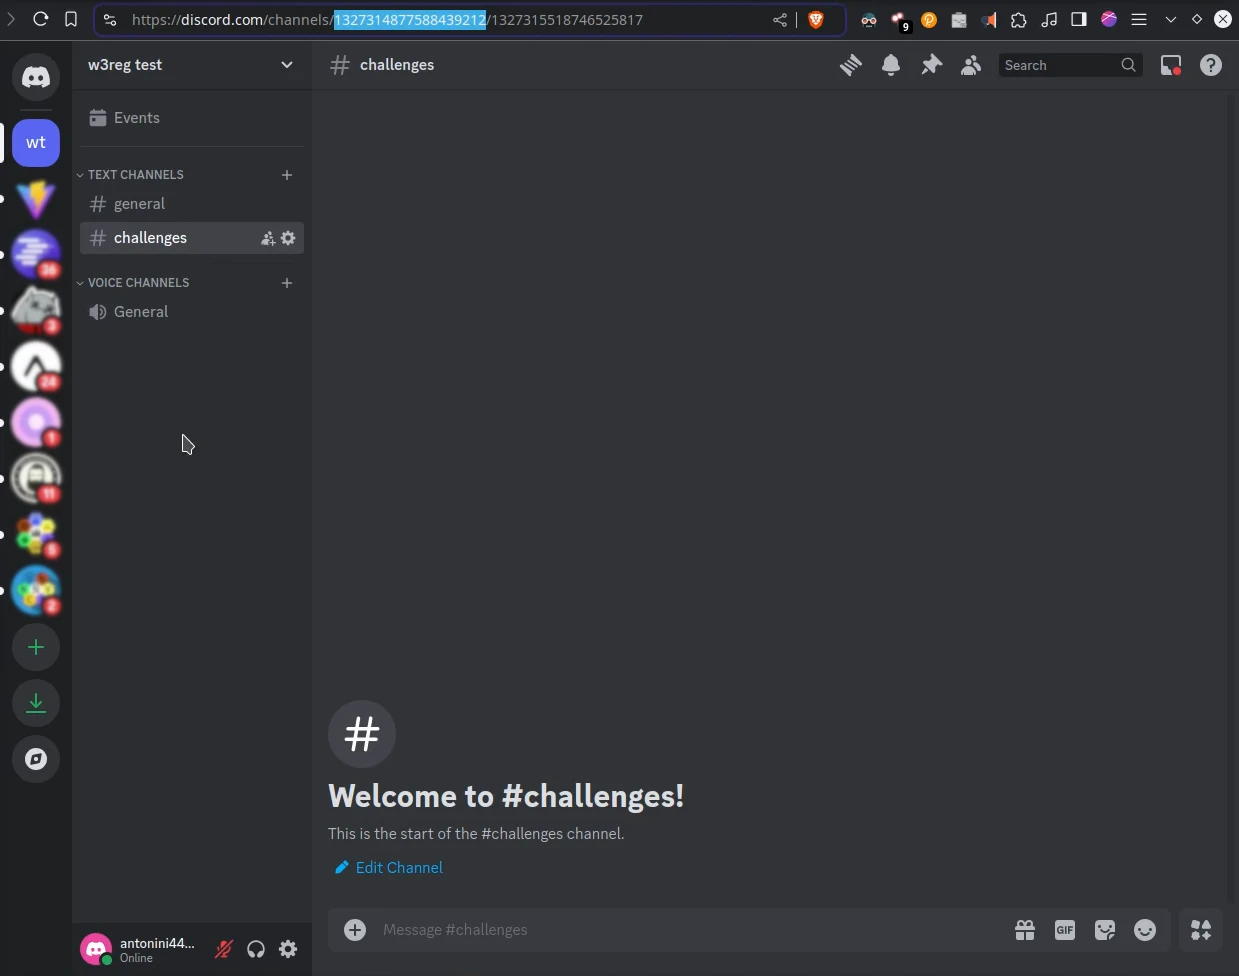 https://discord.com/channels/1327314877588439212/1327315518746525817
9
w3reg test
challenges
Search
wt
Events
TEXT CHANNELS
general
challenges
VOICE CHANNELS
General
36
3
24
1
11
5
2
Welcome to #challenges!
This is the start of the #challenges channel.
Edit Channel
Message #challenges
GIF
antonini44...
Online